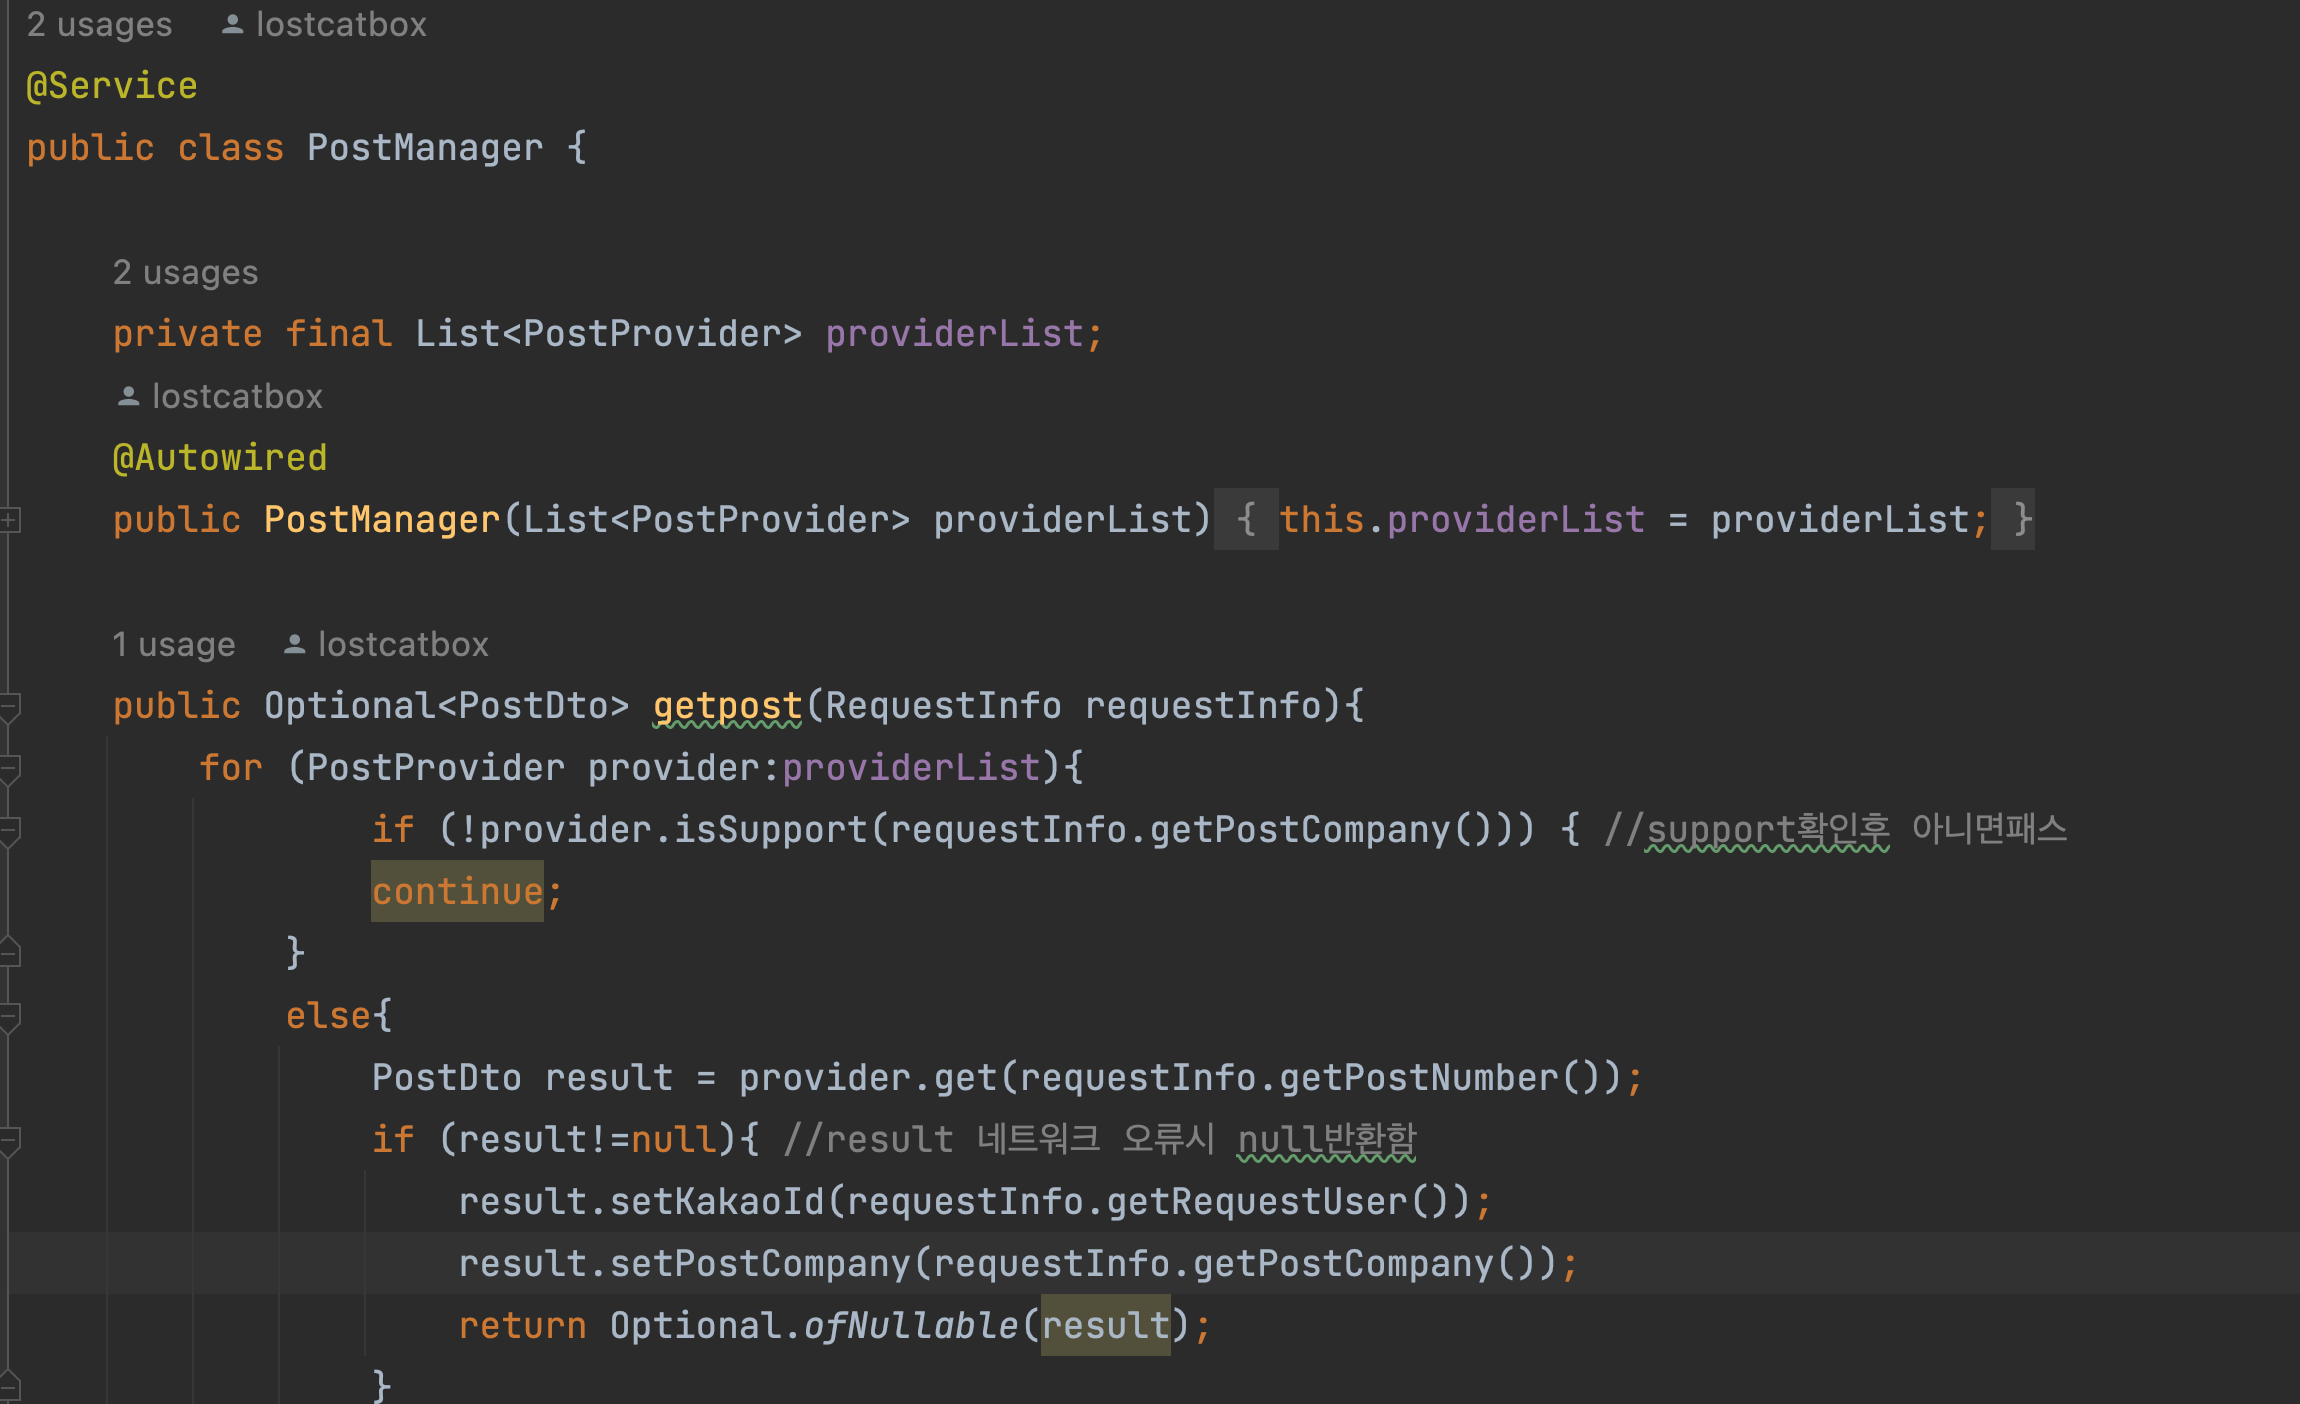 2 usages lostcatbox
@Service
public class PostManager {
2 usages
private final List<PostProvider> providerList;
lostcatbox
@Autowired
public PostManager(List<PostProvider> providerList) { this.providerList = providerList; }
1 usage lostcatbox
public Optional<PostDto> getpost(RequestInfo requestInfo){
for (PostProvider provider:providerList){
if (!provider.isSupport(requestInfo.getPostCompany())) { //support확인후 아니면패스
continue;
}
else{
PostDto result = provider.get(requestInfo.getPostNumber());
if (result!=null){ //result 네트워크 오류시 null반환함
result.setKakaoId(requestInfo.getRequestUser());
result.setPostCompany(requestInfo.getPostCompany());
return Optional.ofNullable(result);
}